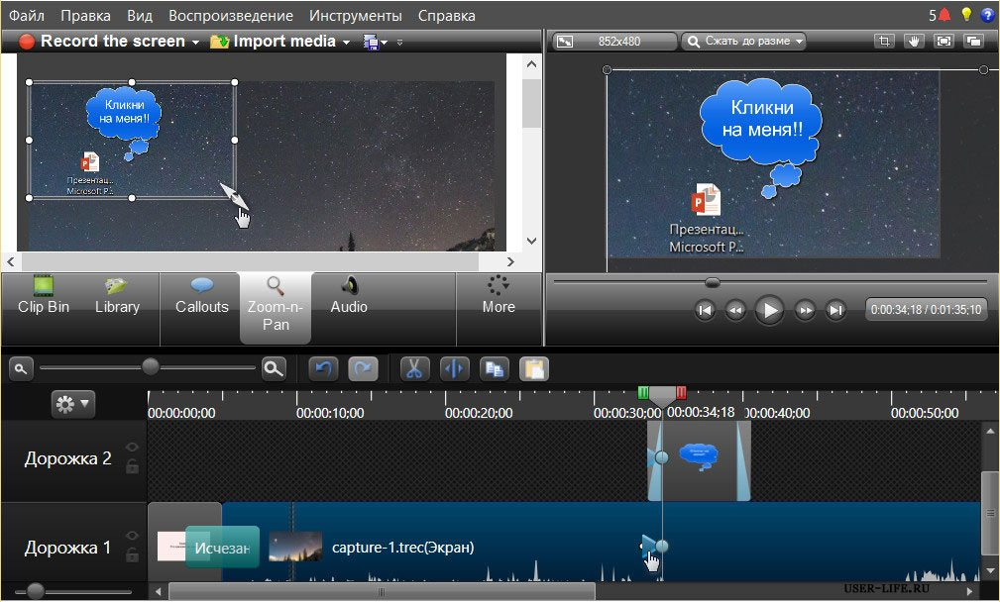 Файл Правка Вид Воспроизведение Инструменты Справка 5
Record the screen Import media 852x480 Сжать до разме
Кликни
на меня!!
Презентац...
Microsoft P...
Кликни
на меня!!
Презентац...
Microsoft P...
Clip Bin Library Callouts Zoom-n-
Pan Audio More
0:00:34;18 / 0:01:35;10
00:00:00;00 00:00:10;00 00:00:20;00 00:00:30;00 00:00:34;18 00:00:40;00 00:00:50;00
Дорожка 2
Дорожка 1 Исчезан capture-1.trec(Экран)
USER-LIFE.RU